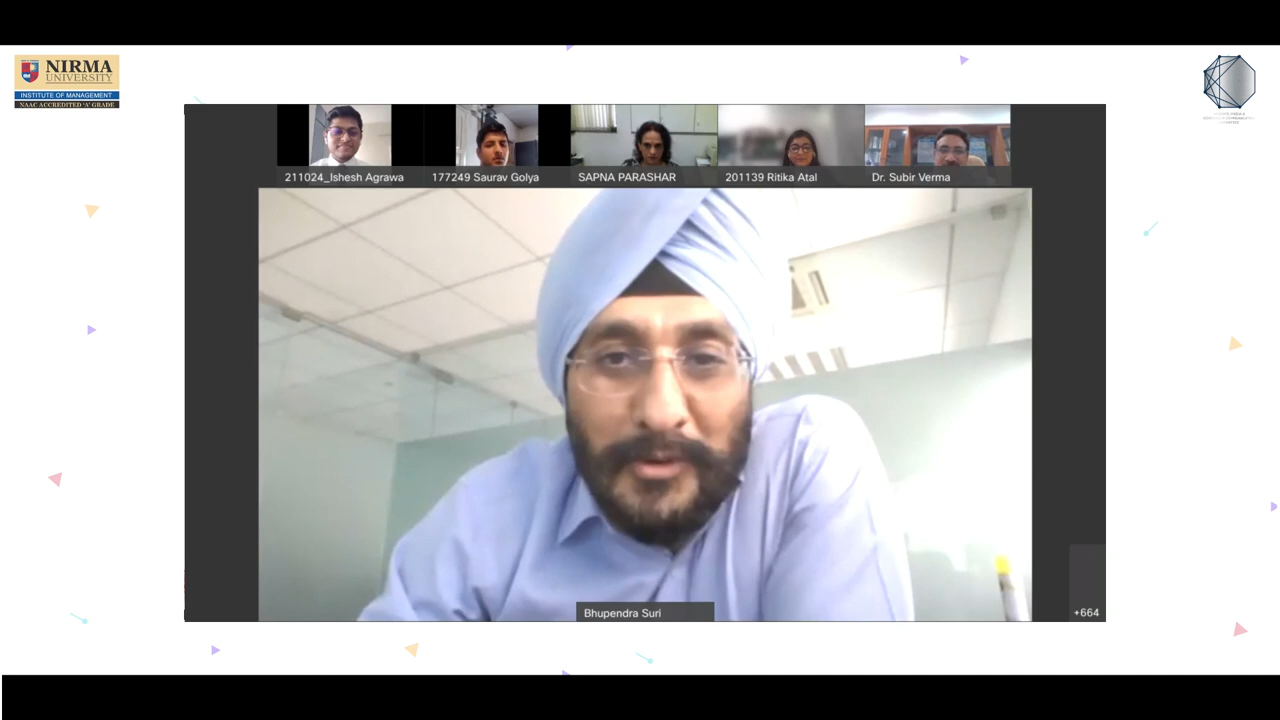 NIRMA
UNIVERSITY
INSTITUTE OF MANAGEMENT
NAAC ACCREDITED 'A' GRADE
211024_Ishesh Agrawa
177249 Saurav Golya
SAPNA PARASHAR
201139 Ritika Atal
Dr. Subir Verma
Bhupendra Suri
+664